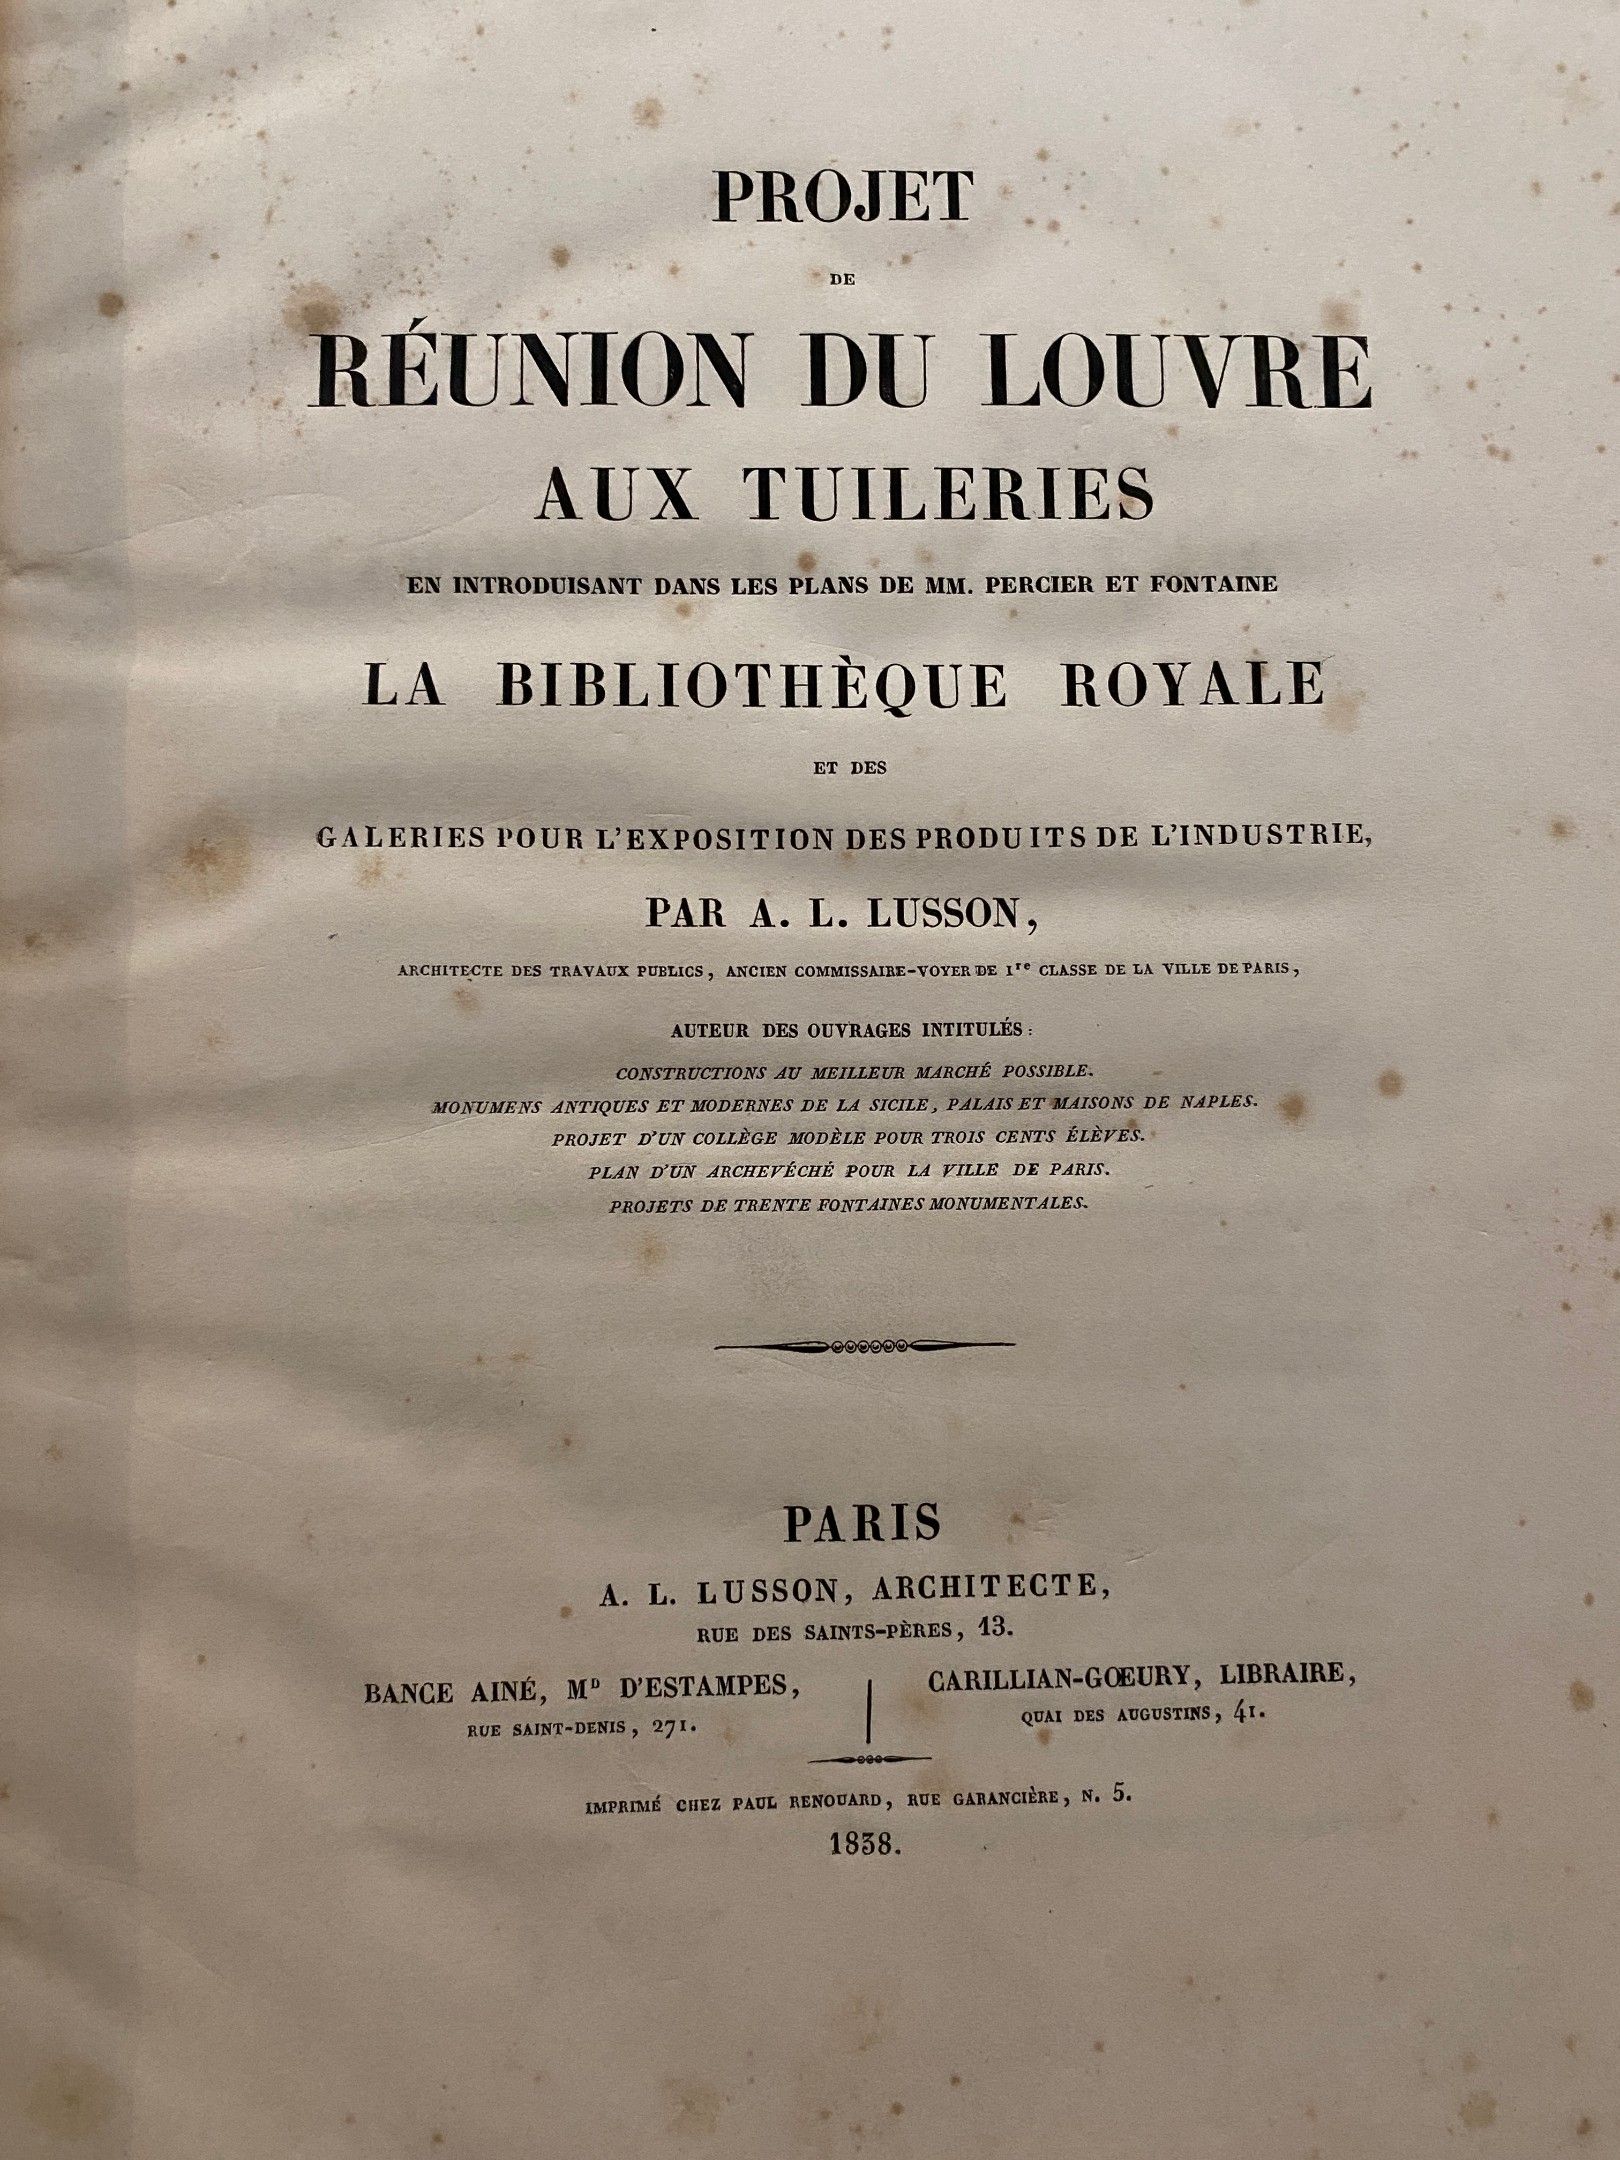 PROJET
DE
RÉUNION DU LOUVRE
AUX TUILERIES
EN INTRODUISANT DANS LES PLANS DE MM. PERCIER ET FONTAINE
LA BIBLIOTHÈQUE ROYALE
ET DES
GALERIES POUR L'EXPOSITION DES PRODUITS DE L'INDUSTRIE,
PAR A. L. LUSSON,
ARCHITECTE DES TRAVAUX PUBLICS, ANCIEN COMMISSAIRE-VOYER DE 1re CLASSE DE LA VILLE DE PARIS,
AUTEUR DES OUVRAGES INTITULÉS:
CONSTRUCTIONS AU MEILLEUR MARCHÉ POSSIBLE.
MONUMENS ANTIQUES ET MODERNES DE LA SICILE, PALAIS ET MAISONS DE NAPLES.
PROJET D'UN COLLÈGE MODÈLE POUR TROIS CENTS ÉLÈVES.
PLAN D'UN ARCHEVÉCHÉ POUR LA VILLE DE PARIS.
PROJETS DE TRENTE FONTAINES MONUMENTALES.
PARIS
A. L. LUSSON, ARCHITECTE,
RUE DES SAINTS-PÈRES, 13.
BANCE AINÉ, MD D'ESTAMPES,
RUE SAINT-DENIS, 271.
CARILLIAN-GŒURY, LIBRAIRE,
QUAI DES AUGUSTINS, 41.
IMPRIMÉ CHEZ PAUL RENOUARD, RUE GARANCIÈRE, N. 5.
1838.